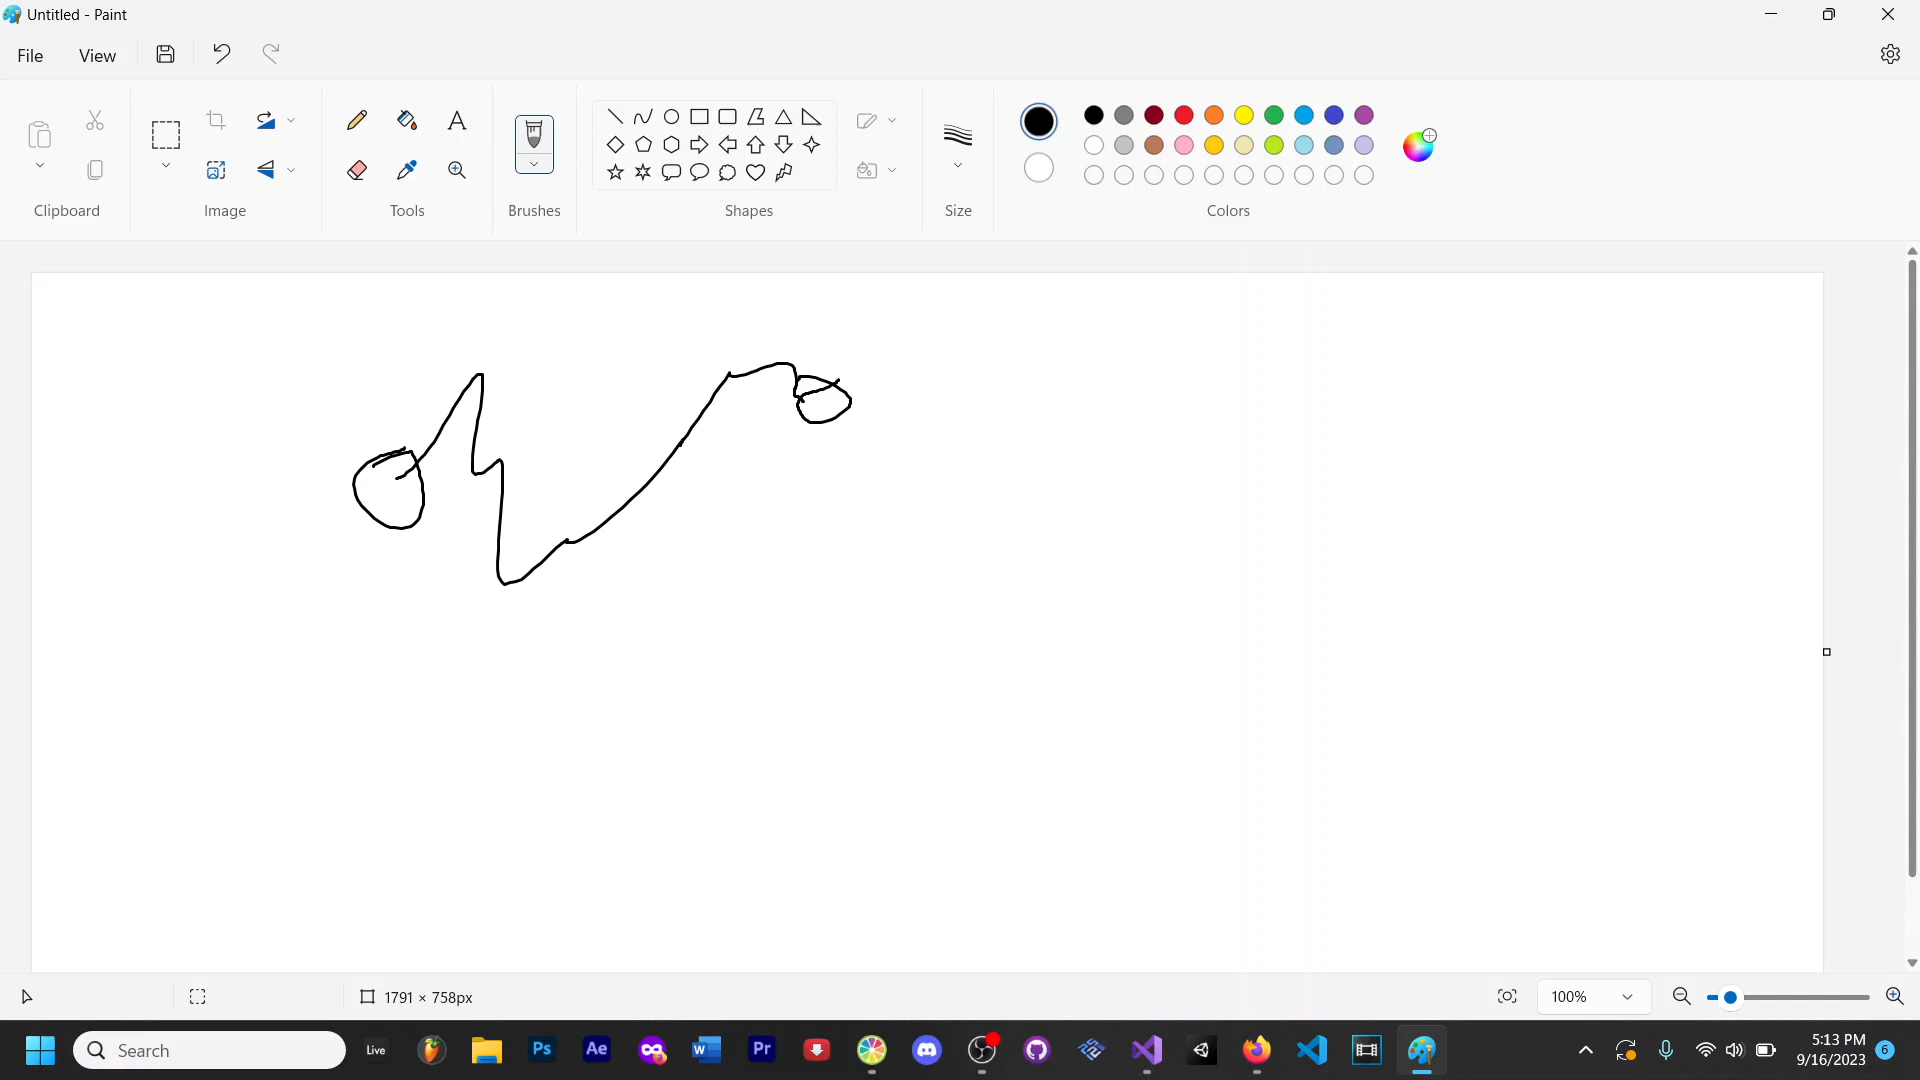 Untitled - Paint
File View
Clipboard Image Tools Brushes Shapes Size Colors
1791 × 758px 100%
Search Live Ps Ae W Pr 5:13 PM
9/16/2023 6